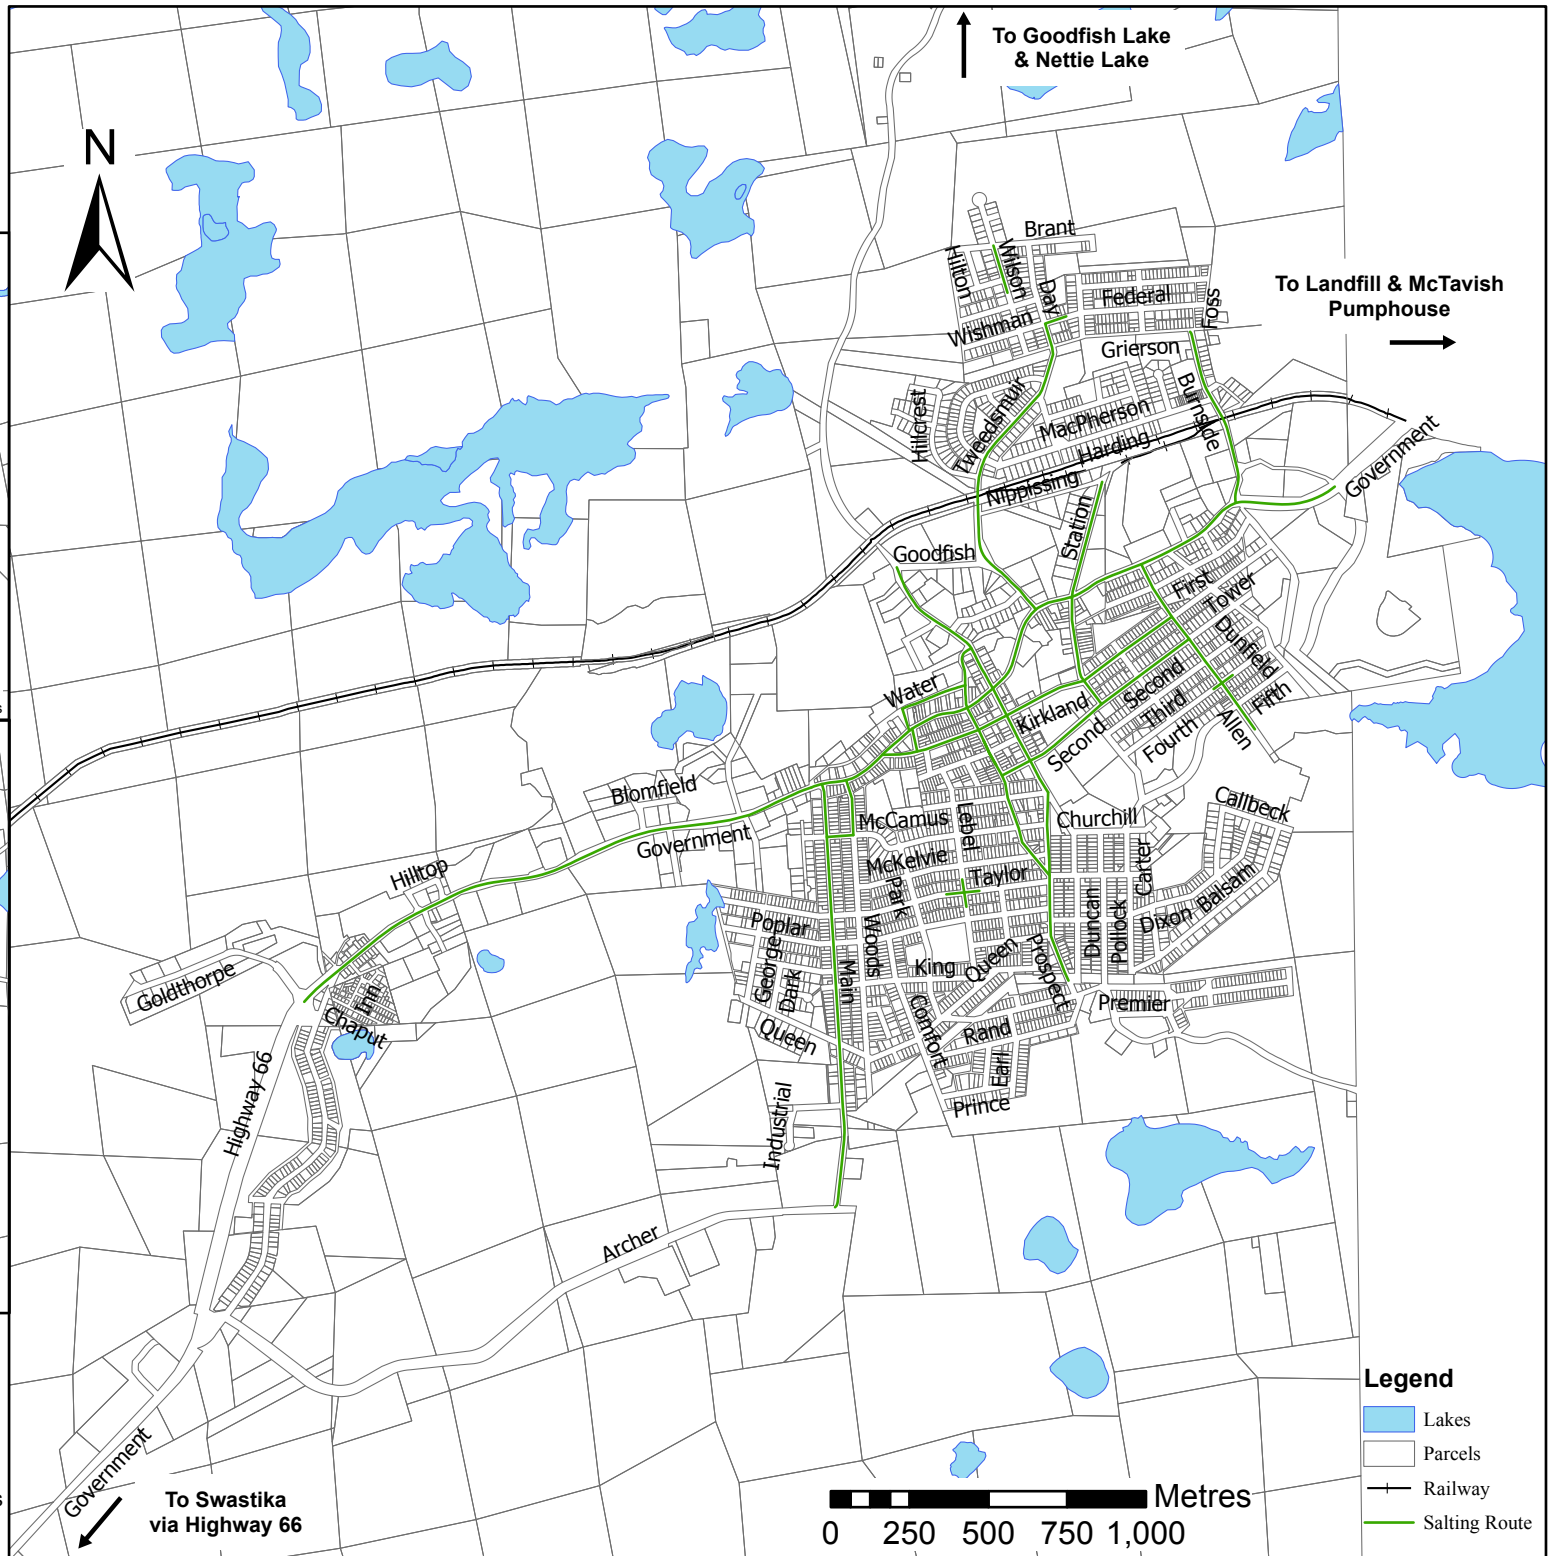 To Goodfish Lake
& Nettie Lake
N
Brant
Hilton
Wilson
Day
Federal
Foss
To Landfill & McTavish
Pumphouse
Wishman
Grierson
Hillcrest
Tweedsmuir
MacPherson
Burnside
Harding
Nippissing
Government
Station
Goodfish
First
Tower
Dunfield
Water
Kirkland
Second
Second
Third
Fourth
Fifth
Allen
Blomfield
Government
McCamus
Lebel
Churchill
Callbeck
McKelvie
Hilltop
Park
Taylor
Carter
Duncan
Pollock
Dixon
Balsam
Poplar
George
Dark
Woods
Main
King
Queen
Prospect
Goldthorpe
Inn
Chaput
Queen
Comfort
Rand
Premier
Earl
Prince
Highway 66
Industrial
Archer
Government
To Swastika
via Highway 66
Legend
Lakes
Parcels
Railway
Salting Route
Metres
0 250 500 750 1,000